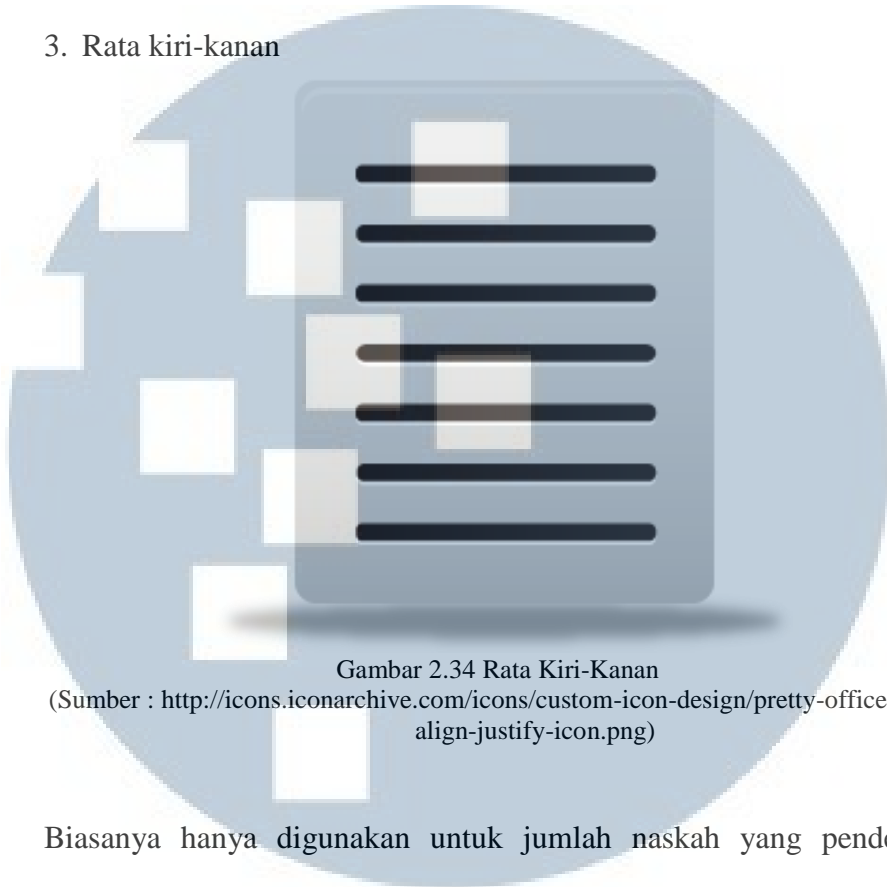 3. Rata kiri-kanan
Gambar 2.34 Rata Kiri-Kanan
(Sumber : http://icons.iconarchive.com/icons/custom-icon-design/pretty-office
align-justify-icon.png)
Biasanya hanya digunakan untuk jumlah naskah yang